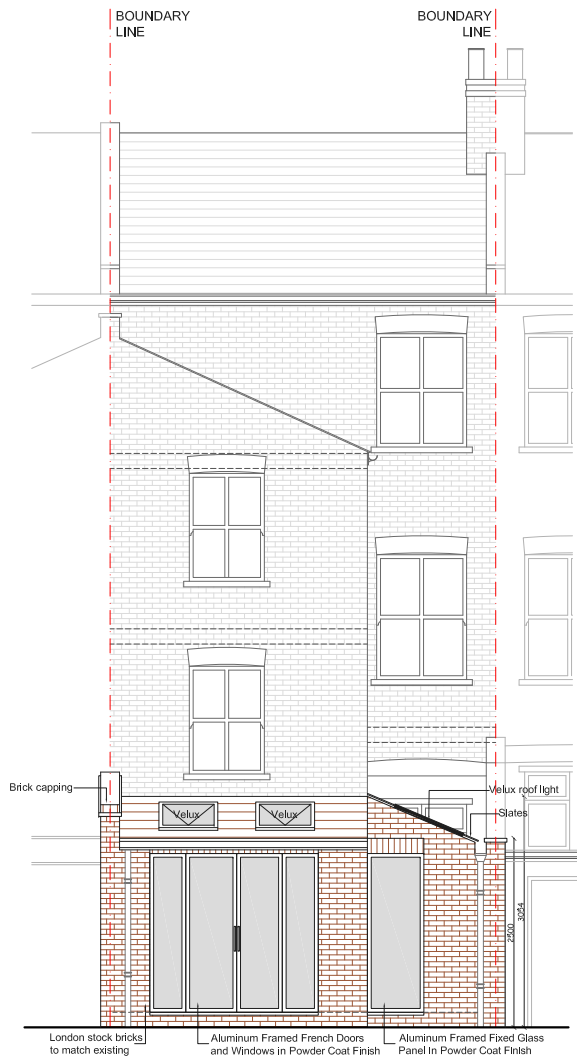 BOUNDARY
LINE
BOUNDARY
LINE
Brick capping
Velux
Velux
Velux roof light
Slates
2500
3054
London stock bricks
to match existing
Aluminum Framed French Doors
and Windows in Powder Coat Finish
Aluminum Framed Fixed Glass
Panel In Powder Coat Finish